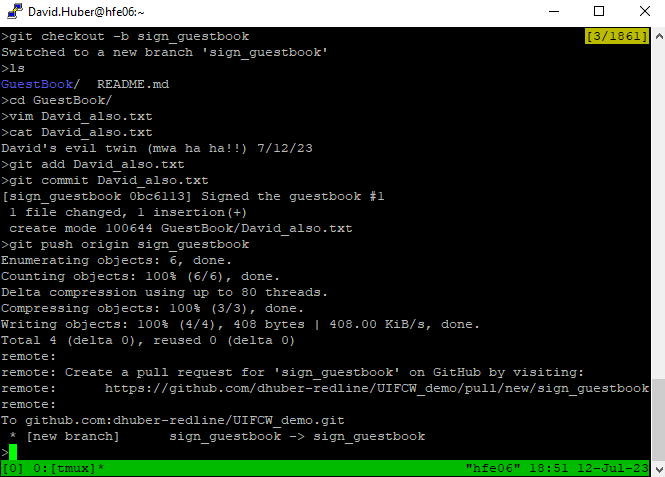 David.Huber@hfe06:~
>git checkout -b sign_guestbook [3/1861]
Switched to a new branch 'sign_guestbook'
>ls
GuestBook/  README.md
>cd GuestBook/
>vim David_also.txt
>cat David_also.txt
David's evil twin (mwa ha ha!!) 7/12/23
>git add David_also.txt
>git commit David_also.txt
[sign_guestbook 0bc6113] Signed the guestbook #1
 1 file changed, 1 insertion(+)
 create mode 100644 GuestBook/David_also.txt
>git push origin sign_guestbook
Enumerating objects: 6, done.
Counting objects: 100% (6/6), done.
Delta compression using up to 80 threads.
Compressing objects: 100% (3/3), done.
Writing objects: 100% (4/4), 408 bytes | 408.00 KiB/s, done.
Total 4 (delta 0), reused 0 (delta 0)
remote:
remote: Create a pull request for 'sign_guestbook' on GitHub by visiting:
remote:      https://github.com/dhuber-redline/UIFCW_demo/pull/new/sign_guestbook
remote:
To github.com:dhuber-redline/UIFCW_demo.git
 * [new branch]      sign_guestbook -> sign_guestbook
>
[0] 0:[tmux]* "hfe06" 18:51 12-Jul-23